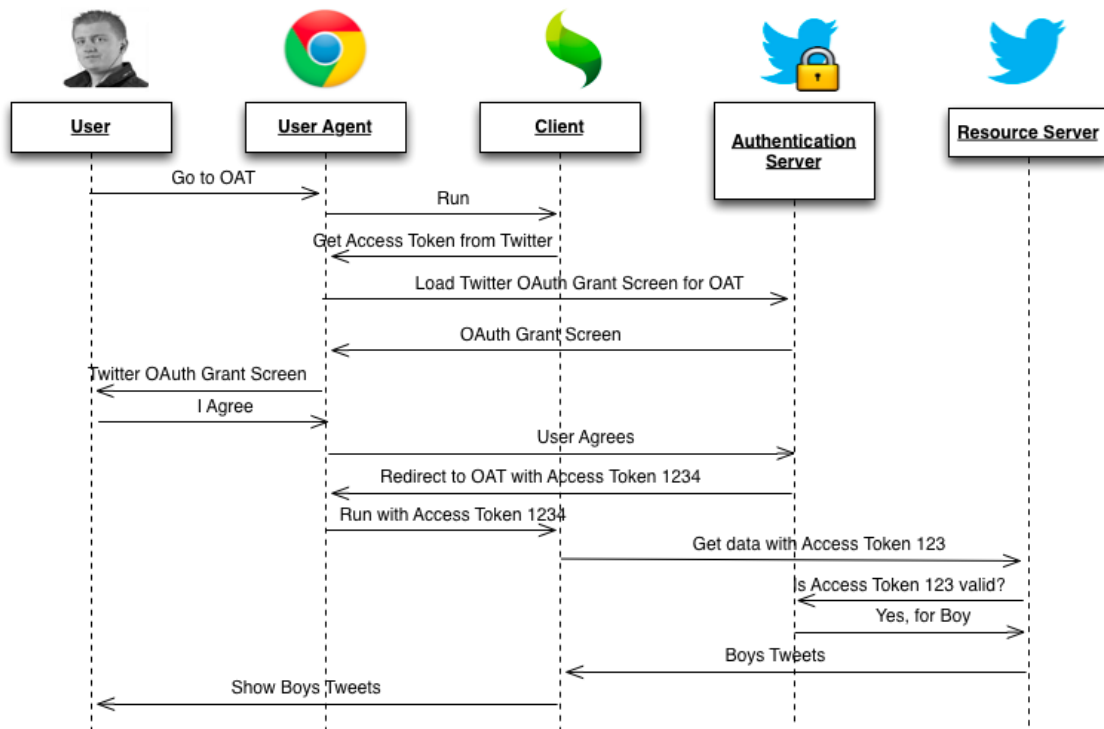 User
User Agent
Client
Authentication
Server
Resource Server
Go to OAT
Run
Get Access Token from Twitter
Load Twitter OAuth Grant Screen for OAT
OAuth Grant Screen
Twitter OAuth Grant Screen
I Agree
User Agrees
Redirect to OAT with Access Token 1234
Run with Access Token 1234
Get data with Access Token 123
Is Access Token 123 valid?
Yes, for Boy
Boys Tweets
Show Boys Tweets